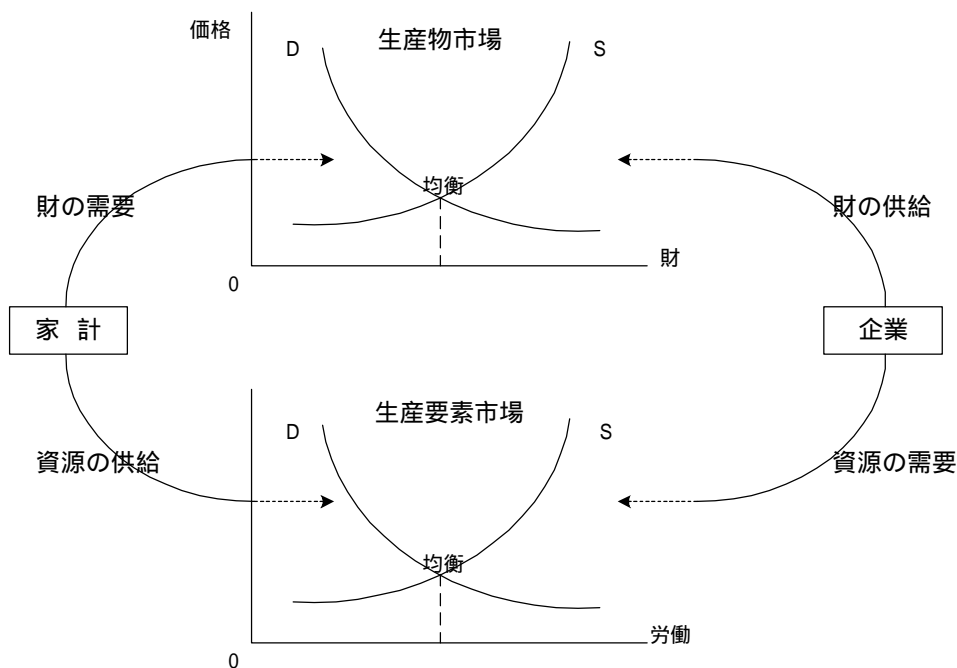 価格
生産物市場
D
S
均衡
財の需要
財の供給
財
0
家 計
企業
生産要素市場
D
S
資源の供給
資源の需要
均衡
労働
0